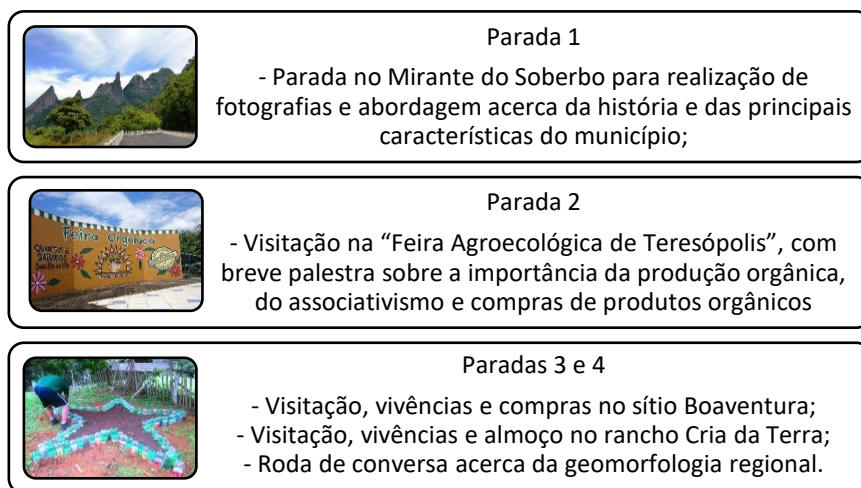 Parada 1
- Parada no Mirante do Soberbo para realização de
fotografias e abordagem acerca da história e das principais
características do município;
Parada 2
- Visitação na “Feira Agroecológica de Teresópolis”, com
breve palestra sobre a importância da produção orgânica,
do associativismo e compras de produtos orgânicos
Feira Orgânica
QUARTAS E
SÁBADOS
Paradas 3 e 4
- Visitação, vivências e compras no sítio Boaventura;
- Visitação, vivências e almoço no rancho Cria da Terra;
- Roda de conversa acerca da geomorfologia regional.